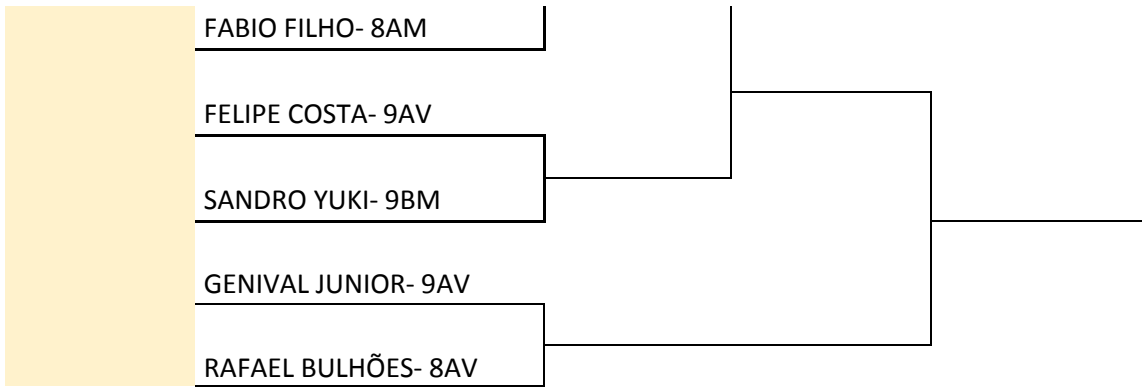 FABIO FILHO- 8AM
FELIPE COSTA- 9AV
SANDRO YUKI- 9BM
GENIVAL JUNIOR- 9AV
RAFAEL BULHÕES- 8AV